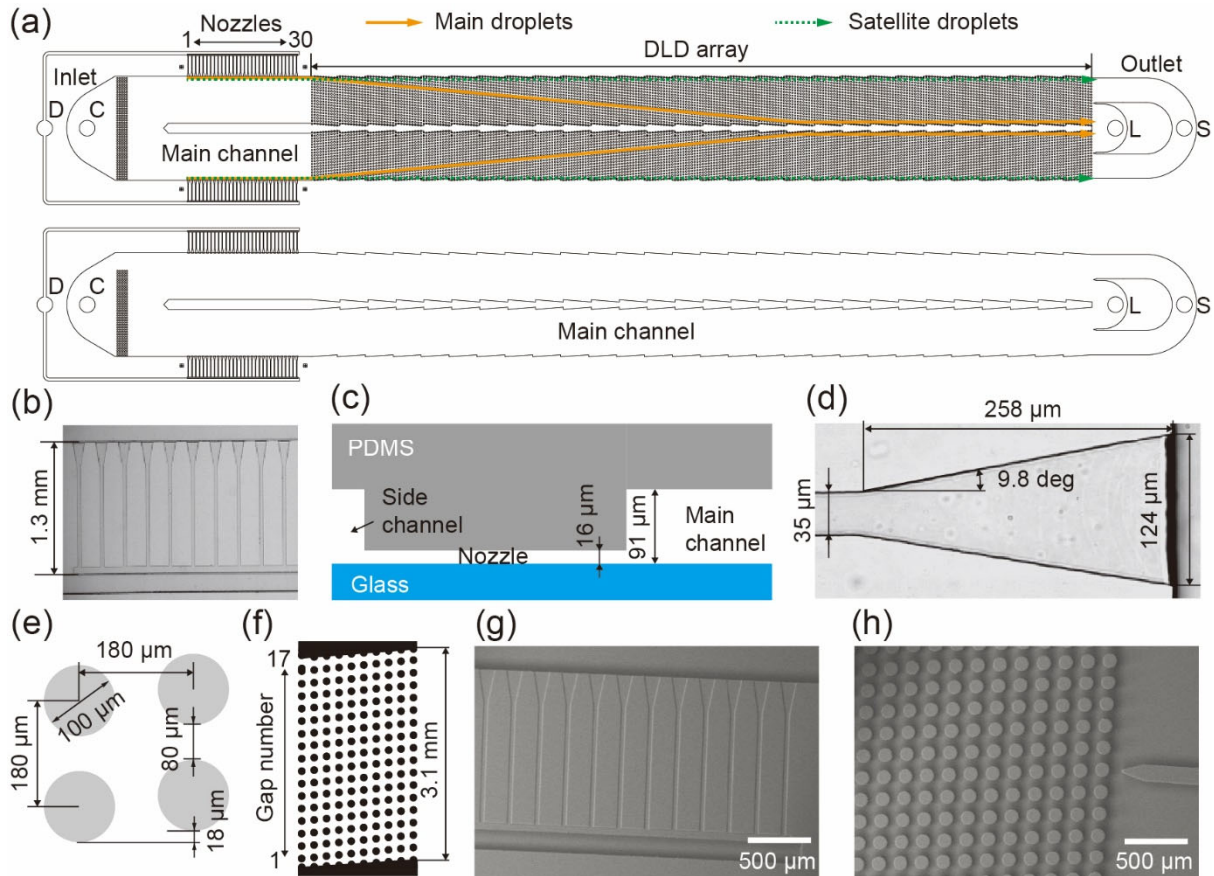 (a)
Nozzles
1 30
Main droplets
Satellite droplets
DLD array
Inlet
Outlet
D C
L S
Main channel
D C
L S
Main channel
(b)
1.3 mm
(c)
PDMS
Side
channel
16 µm
91 µm
Main
channel
Nozzle
Glass
(d)
258 µm
9.8 deg
35 µm
124 µm
(e)
180 µm
180 µm
100 µm
80 µm
18 µm
(f)
17
Gap number
1
3.1 mm
(g)
500 µm
(h)
500 µm